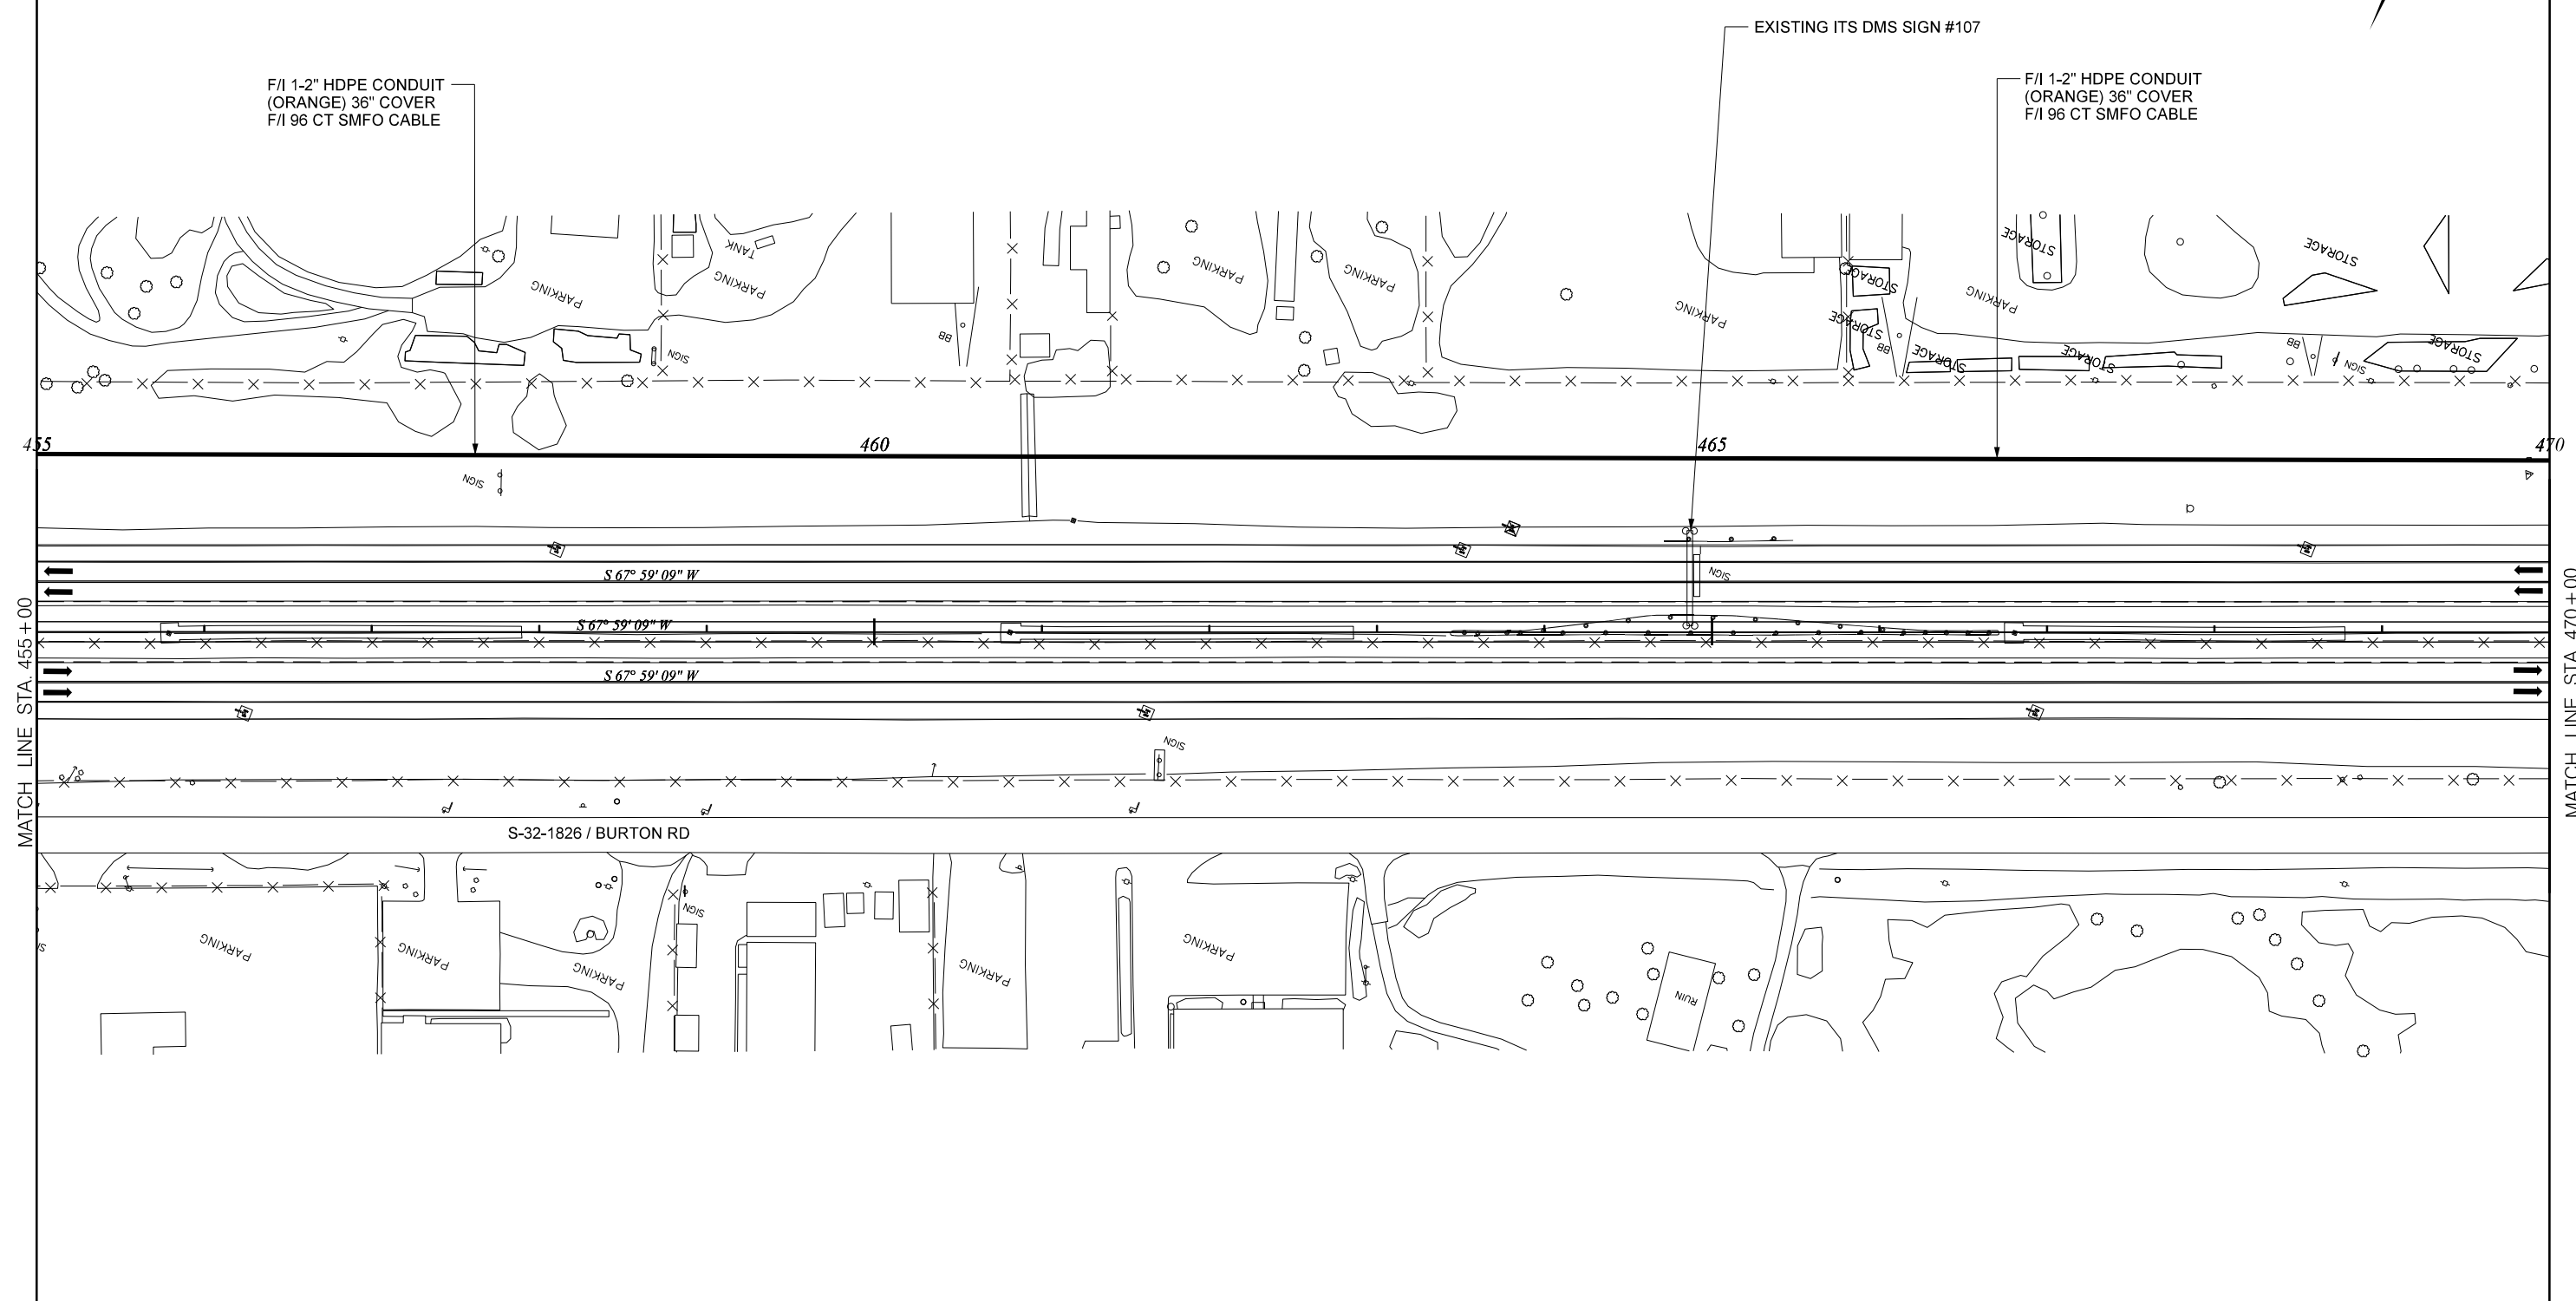 EXISTING ITS DMS SIGN #107
F/I 1-2" HDPE CONDUIT
(ORANGE) 36" COVER
F/I 96 CT SMFO CABLE
F/I 1-2" HDPE CONDUIT
(ORANGE) 36" COVER
F/I 96 CT SMFO CABLE
TANK
PARKING
PARKING
PARKING
PARKING
PARKING
PARKING
STORAGE
STORAGE
STORAGE
STORAGE
STORAGE
STORAGE
STORAGE
BB
BB
BB
SIGN
SIGN
455
460
465
470
SIGN
S 67° 59' 09" W
SIGN
S 67° 59' 09" W
S 67° 59' 09" W
MATCH LINE STA. 455+00
MATCH LINE STA. 470+00
SIGN
S-32-1826 / BURTON RD
SIGN
PARKING
PARKING
PARKING
PARKING
PARKING
RUIN